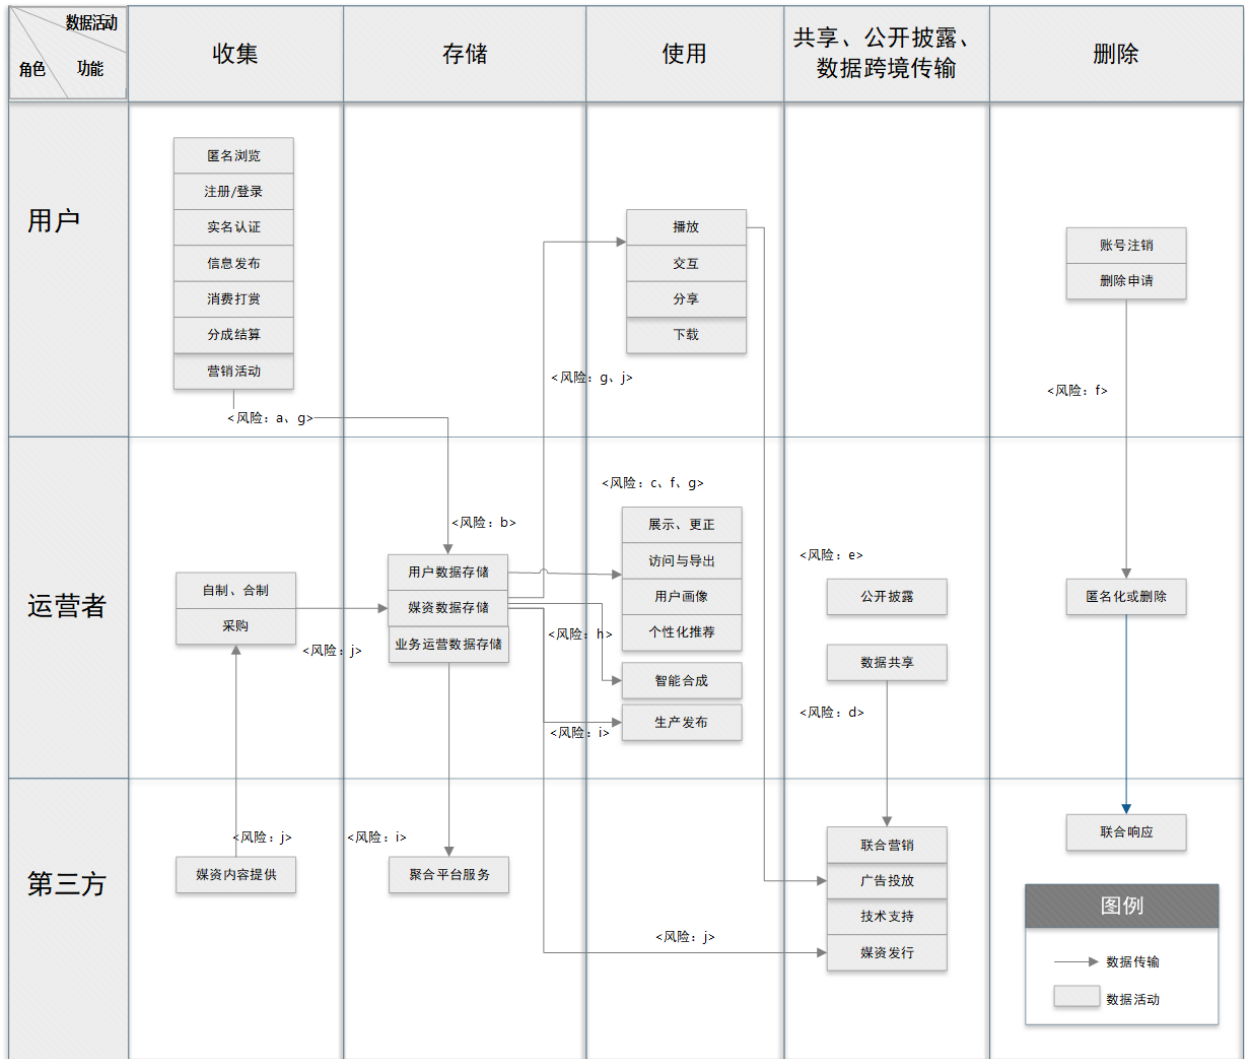 数据活动
角色
功能
收集
存储
使用
共享、公开披露、
数据跨境传输
删除
用户
匿名浏览
注册/登录
实名认证
信息发布
消费打赏
分成结算
营销活动
<风险：a、g>
播放
交互
分享
下载
<风险：g、j>
账号注销
删除申请
<风险：f>
运营者
自制、合制
采购
<风险：j>
<风险：b>
用户数据存储
媒资数据存储
业务运营数据存储
<风险：c、f、g>
展示、更正
访问与导出
用户画像
个性化推荐
<风险：h>
智能合成
生产发布
<风险：i>
<风险：e>
公开披露
数据共享
<风险：d>
匿名化或删除
第三方
<风险：j>
媒资内容提供
<风险：i>
聚合平台服务
<风险：j>
联合营销
广告投放
技术支持
媒资发行
联合响应
图例
数据传输
数据活动